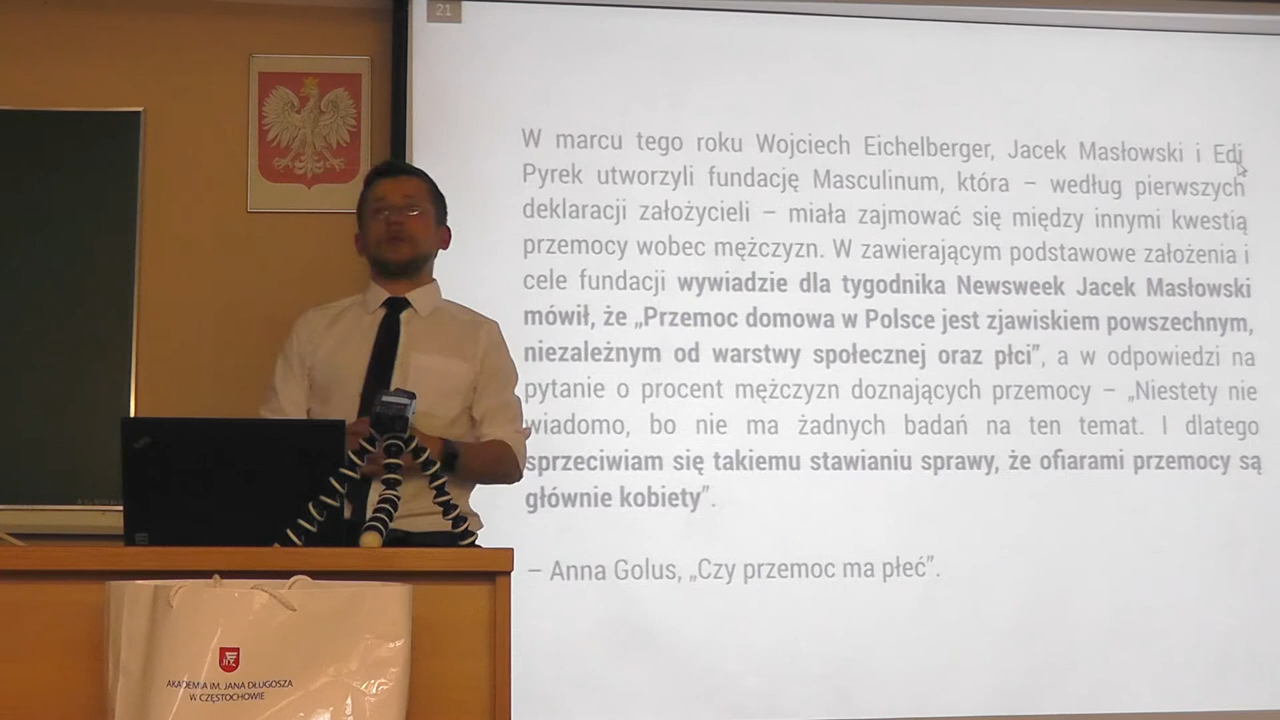 21
W marcu tego roku Wojciech Eichelberger, Jacek Masłowski i Edi
Pyrek utworzyli fundację Masculinum, która – według pierwszych
deklaracji założycieli – miała zajmować się między innymi kwestią
przemocy wobec mężczyzn. W zawierającym podstawowe założenia i
cele fundacji wywiadzie dla tygodnika Newsweek Jacek Masłowski
mówił, że „Przemoc domowa w Polsce jest zjawiskiem powszechnym,
niezależnym od warstwy społecznej oraz płci”, a w odpowiedzi na
pytanie o procent mężczyzn doznających przemocy – „Niestety nie
wiadomo, bo nie ma żadnych badań na ten temat. I dlatego
sprzeciwiam się takiemu stawianiu sprawy, że ofiarami przemocy są
głównie kobiety”.
– Anna Golus, „Czy przemoc ma płeć”.
AKADEMIA IM. JANA DŁUGOSZA
W CZĘSTOCHOWIE